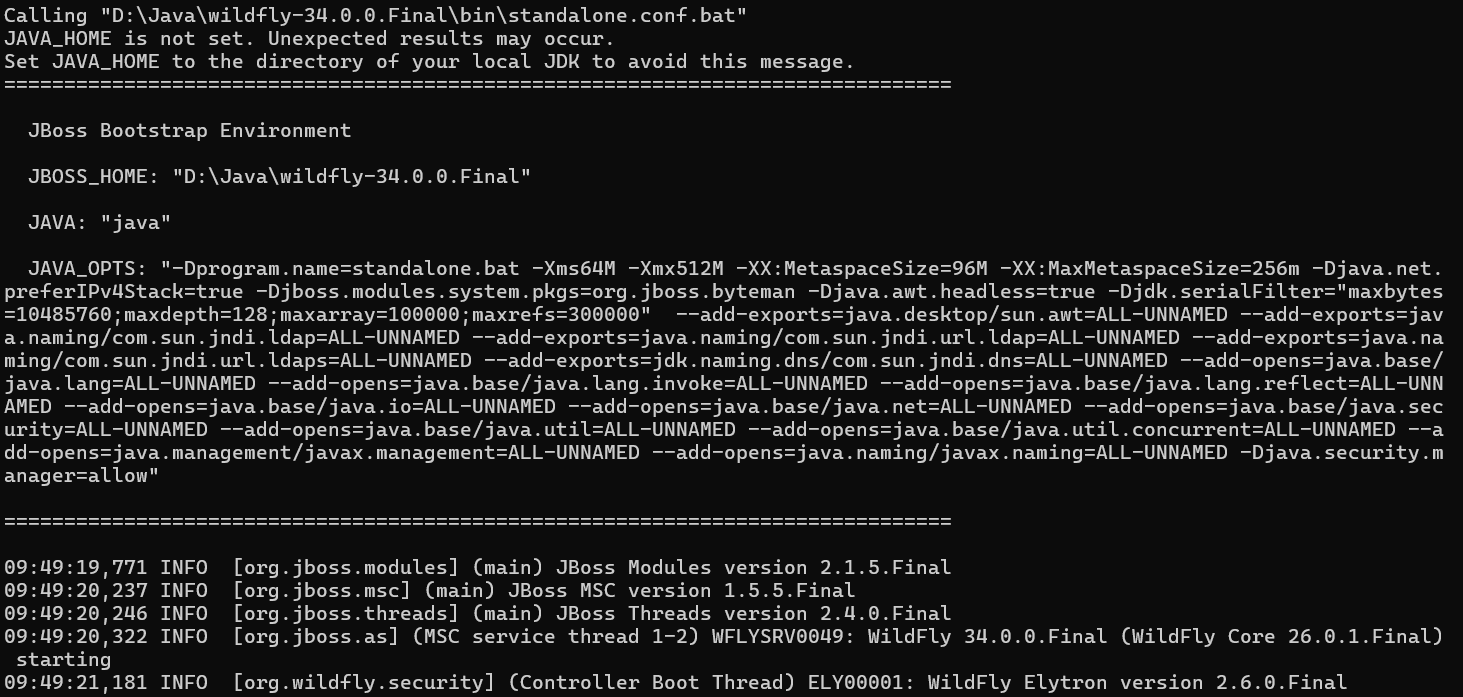 Calling "D:\Java\wildfly-34.0.0.Final\bin\standalone.conf.bat"
JAVA_HOME is not set. Unexpected results may occur.
Set JAVA_HOME to the directory of your local JDK to avoid this message.
===============================================================================
JBoss Bootstrap Environment
JBOSS_HOME: "D:\Java\wildfly-34.0.0.Final"
JAVA: "java"
JAVA_OPTS: "-Dprogram.name=standalone.bat -Xms64M -Xmx512M -XX:MetaspaceSize=96M -XX:MaxMetaspaceSize=256m -Djava.net.
preferIPv4Stack=true -Djboss.modules.system.pkgs=org.jboss.byteman -Djava.awt.headless=true -Djdk.serialFilter="maxbytes
=10485760;maxdepth=128;maxarray=100000;maxrefs=300000"  --add-exports=java.desktop/sun.awt=ALL-UNNAMED --add-exports=jav
a.naming/com.sun.jndi.ldap=ALL-UNNAMED --add-exports=java.naming/com.sun.jndi.url.ldap=ALL-UNNAMED --add-exports=java.na
ming/com.sun.jndi.url.ldaps=ALL-UNNAMED --add-exports=jdk.naming.dns/com.sun.jndi.dns=ALL-UNNAMED --add-opens=java.base/
java.lang=ALL-UNNAMED --add-opens=java.base/java.lang.invoke=ALL-UNNAMED --add-opens=java.base/java.lang.reflect=ALL-UNN
AMED --add-opens=java.base/java.io=ALL-UNNAMED --add-opens=java.base/java.net=ALL-UNNAMED --add-opens=java.base/java.sec
urity=ALL-UNNAMED --add-opens=java.base/java.util=ALL-UNNAMED --add-opens=java.base/java.util.concurrent=ALL-UNNAMED --a
dd-opens=java.management/javax.management=ALL-UNNAMED --add-opens=java.naming/javax.naming=ALL-UNNAMED -Djava.security.m
anager=allow"
===============================================================================
09:49:19,771 INFO  [org.jboss.modules] (main) JBoss Modules version 2.1.5.Final
09:49:20,237 INFO  [org.jboss.msc] (main) JBoss MSC version 1.5.5.Final
09:49:20,246 INFO  [org.jboss.threads] (main) JBoss Threads version 2.4.0.Final
09:49:20,322 INFO  [org.jboss.as] (MSC service thread 1-2) WFLYSRV0049: WildFly 34.0.0.Final (WildFly Core 26.0.1.Final)
starting
09:49:21,181 INFO  [org.wildfly.security] (Controller Boot Thread) ELY00001: WildFly Elytron version 2.6.0.Final